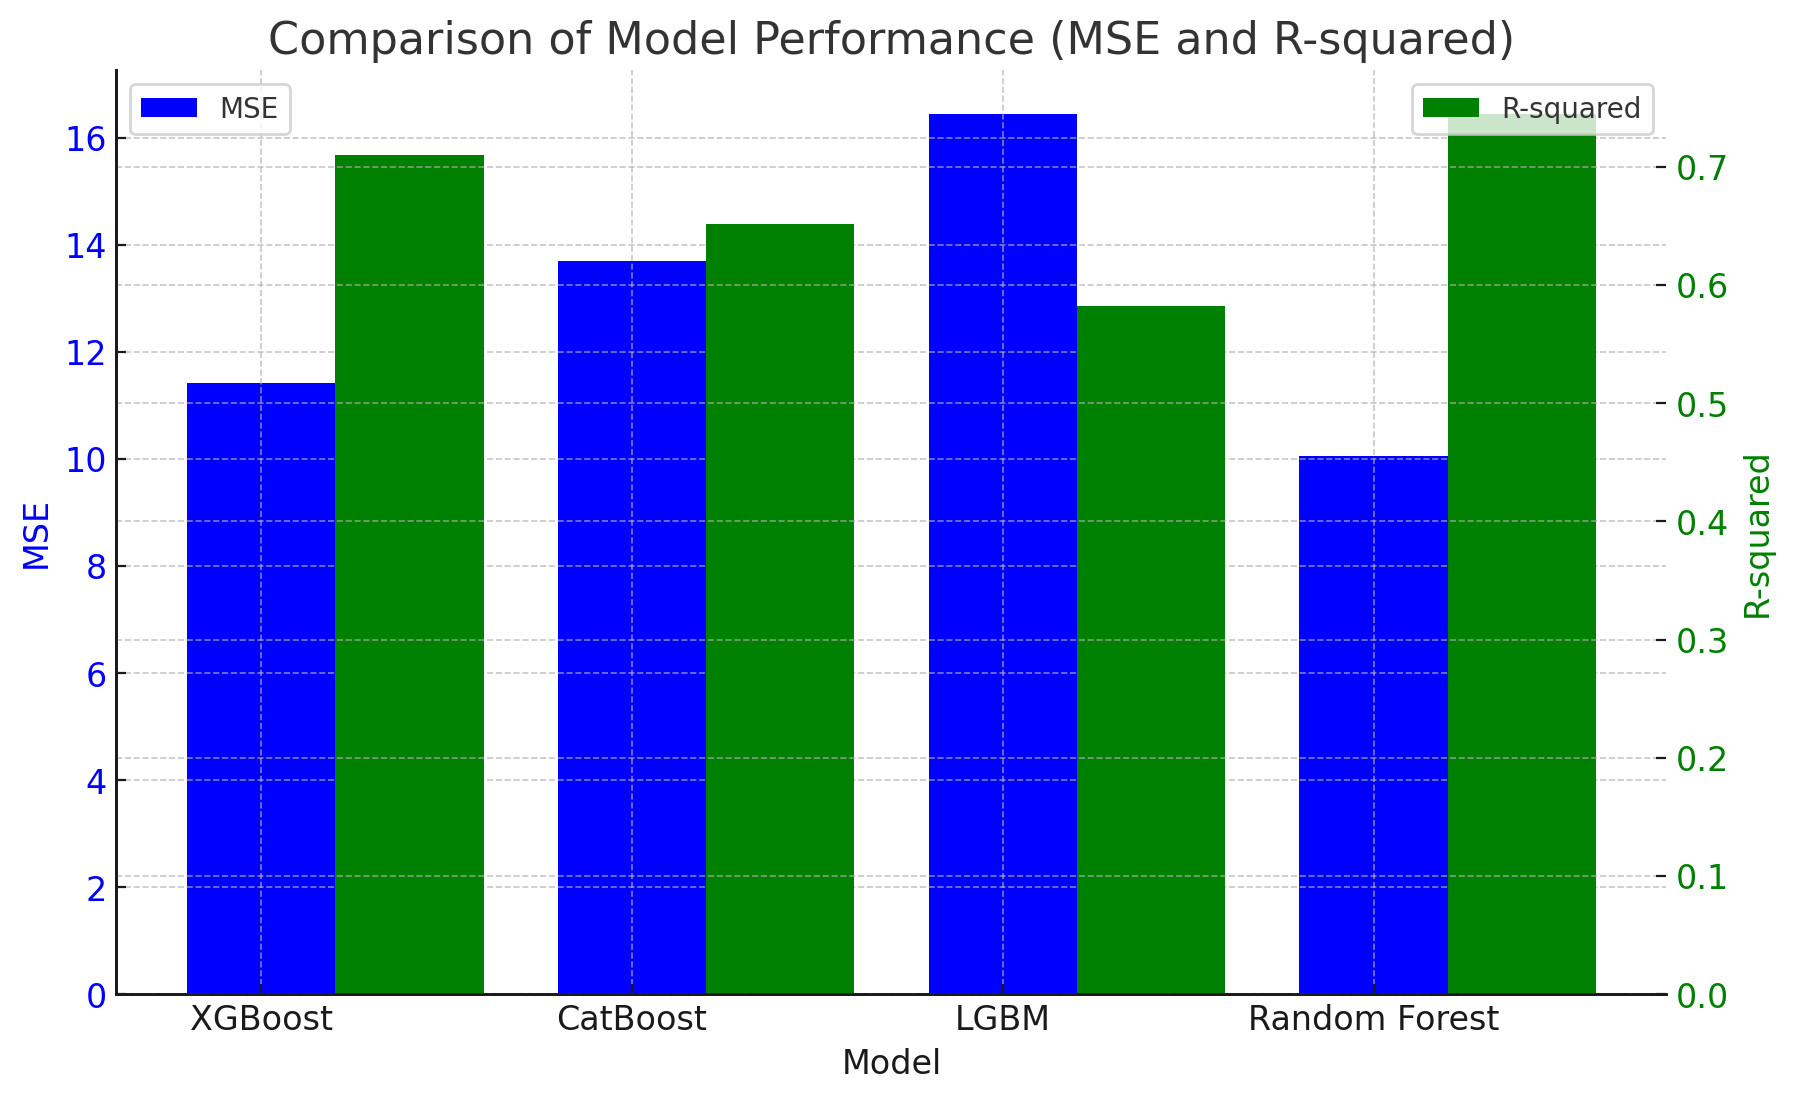 Comparison of Model Performance (MSE and R-squared)
MSE
R-squared
16
14
12
10
8
6
4
2
0
MSE
0.7
0.6
0.5
0.4
0.3
0.2
0.1
0.0
R-squared
XGBoost
CatBoost
LGBM
Random Forest
Model